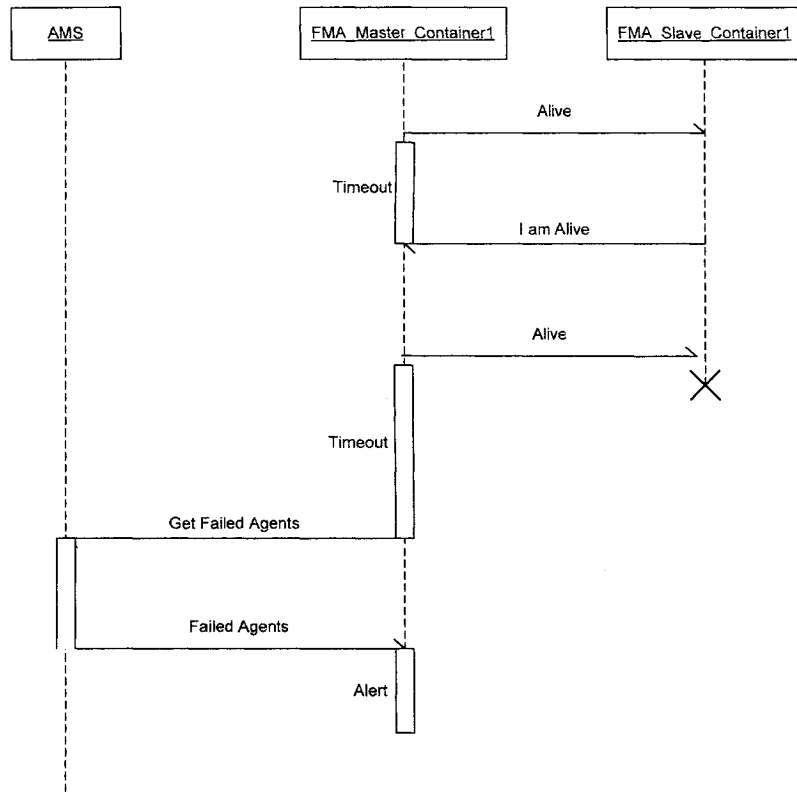 AMS
FMA_Master_Container1
FMA_Slave_Container1
Alive
Timeout
I am Alive
Alive
Timeout
Get Failed Agents
Failed Agents
Alert